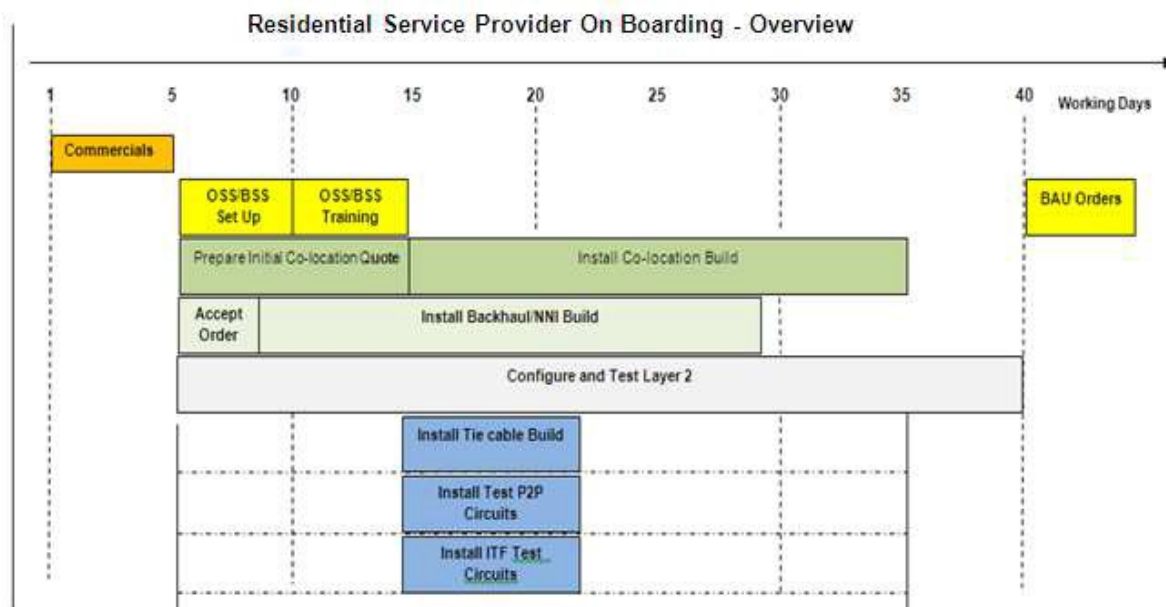 Residential Service Provider On Boarding - Overview
1 5 10 15 20 25 30 35 40 Working Days
Commercials
OSS/BSS
Set Up
OSS/BSS
Training
BAU Orders
Prepare Initial Co-location Quote
Install Co-location Build
Accept
Order
Install Backhaul/NNI Build
Configure and Test Layer 2
Install Tie cable Build
Install Test P2P
Circuits
Install ITF Test
Circuits